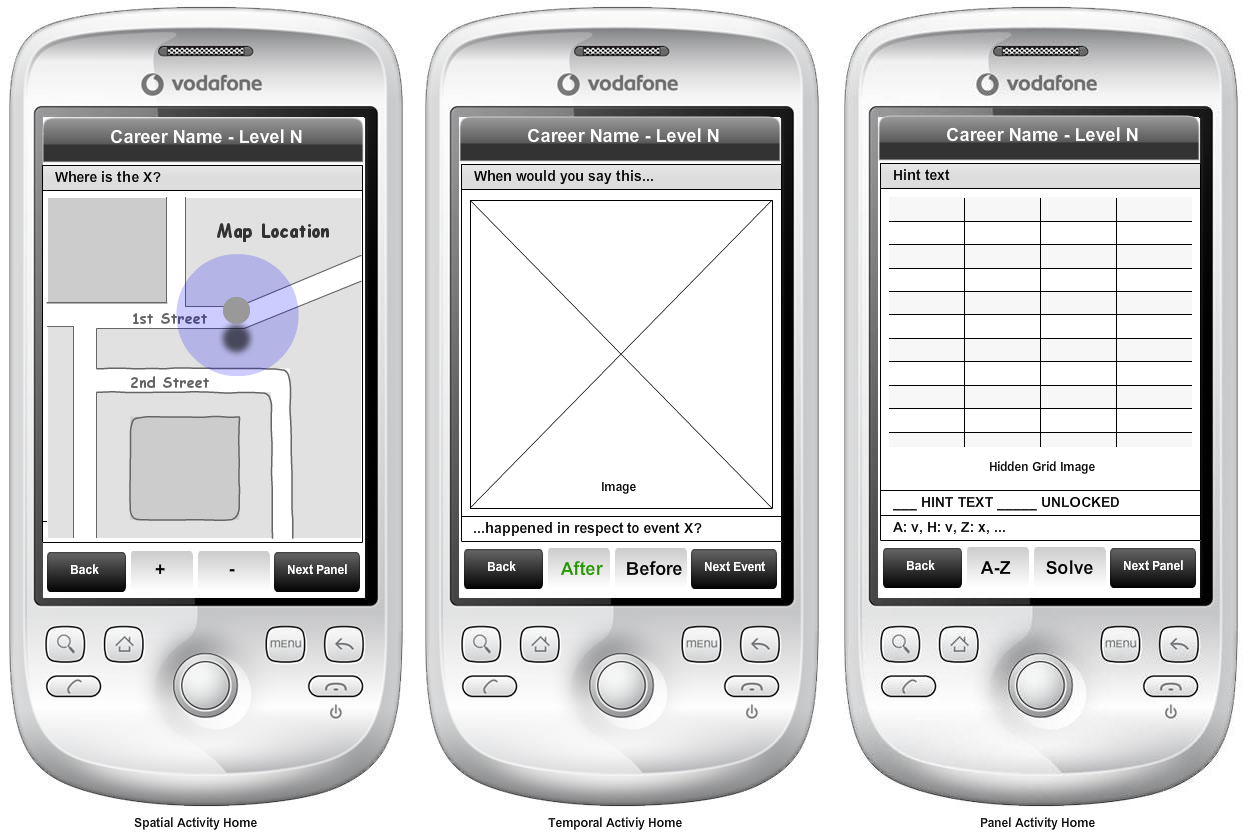 vodafone
Career Name - Level N
Where is the X?
Map Location
1st Street
2nd Street
Back
+
-
Next Panel
MENU
Spatial Activity Home
vodafone
Career Name - Level N
When would you say this...
Image
...happened in respect to event X?
Back
After
Before
Next Event
MENU
Temporal Activiy Home
vodafone
Career Name - Level N
Hint text
Hidden Grid Image
___ HINT TEXT _____ UNLOCKED
A: v, H: v, Z: x, ...
Back
A-Z
Solve
Next Panel
MENU
Panel Activity Home